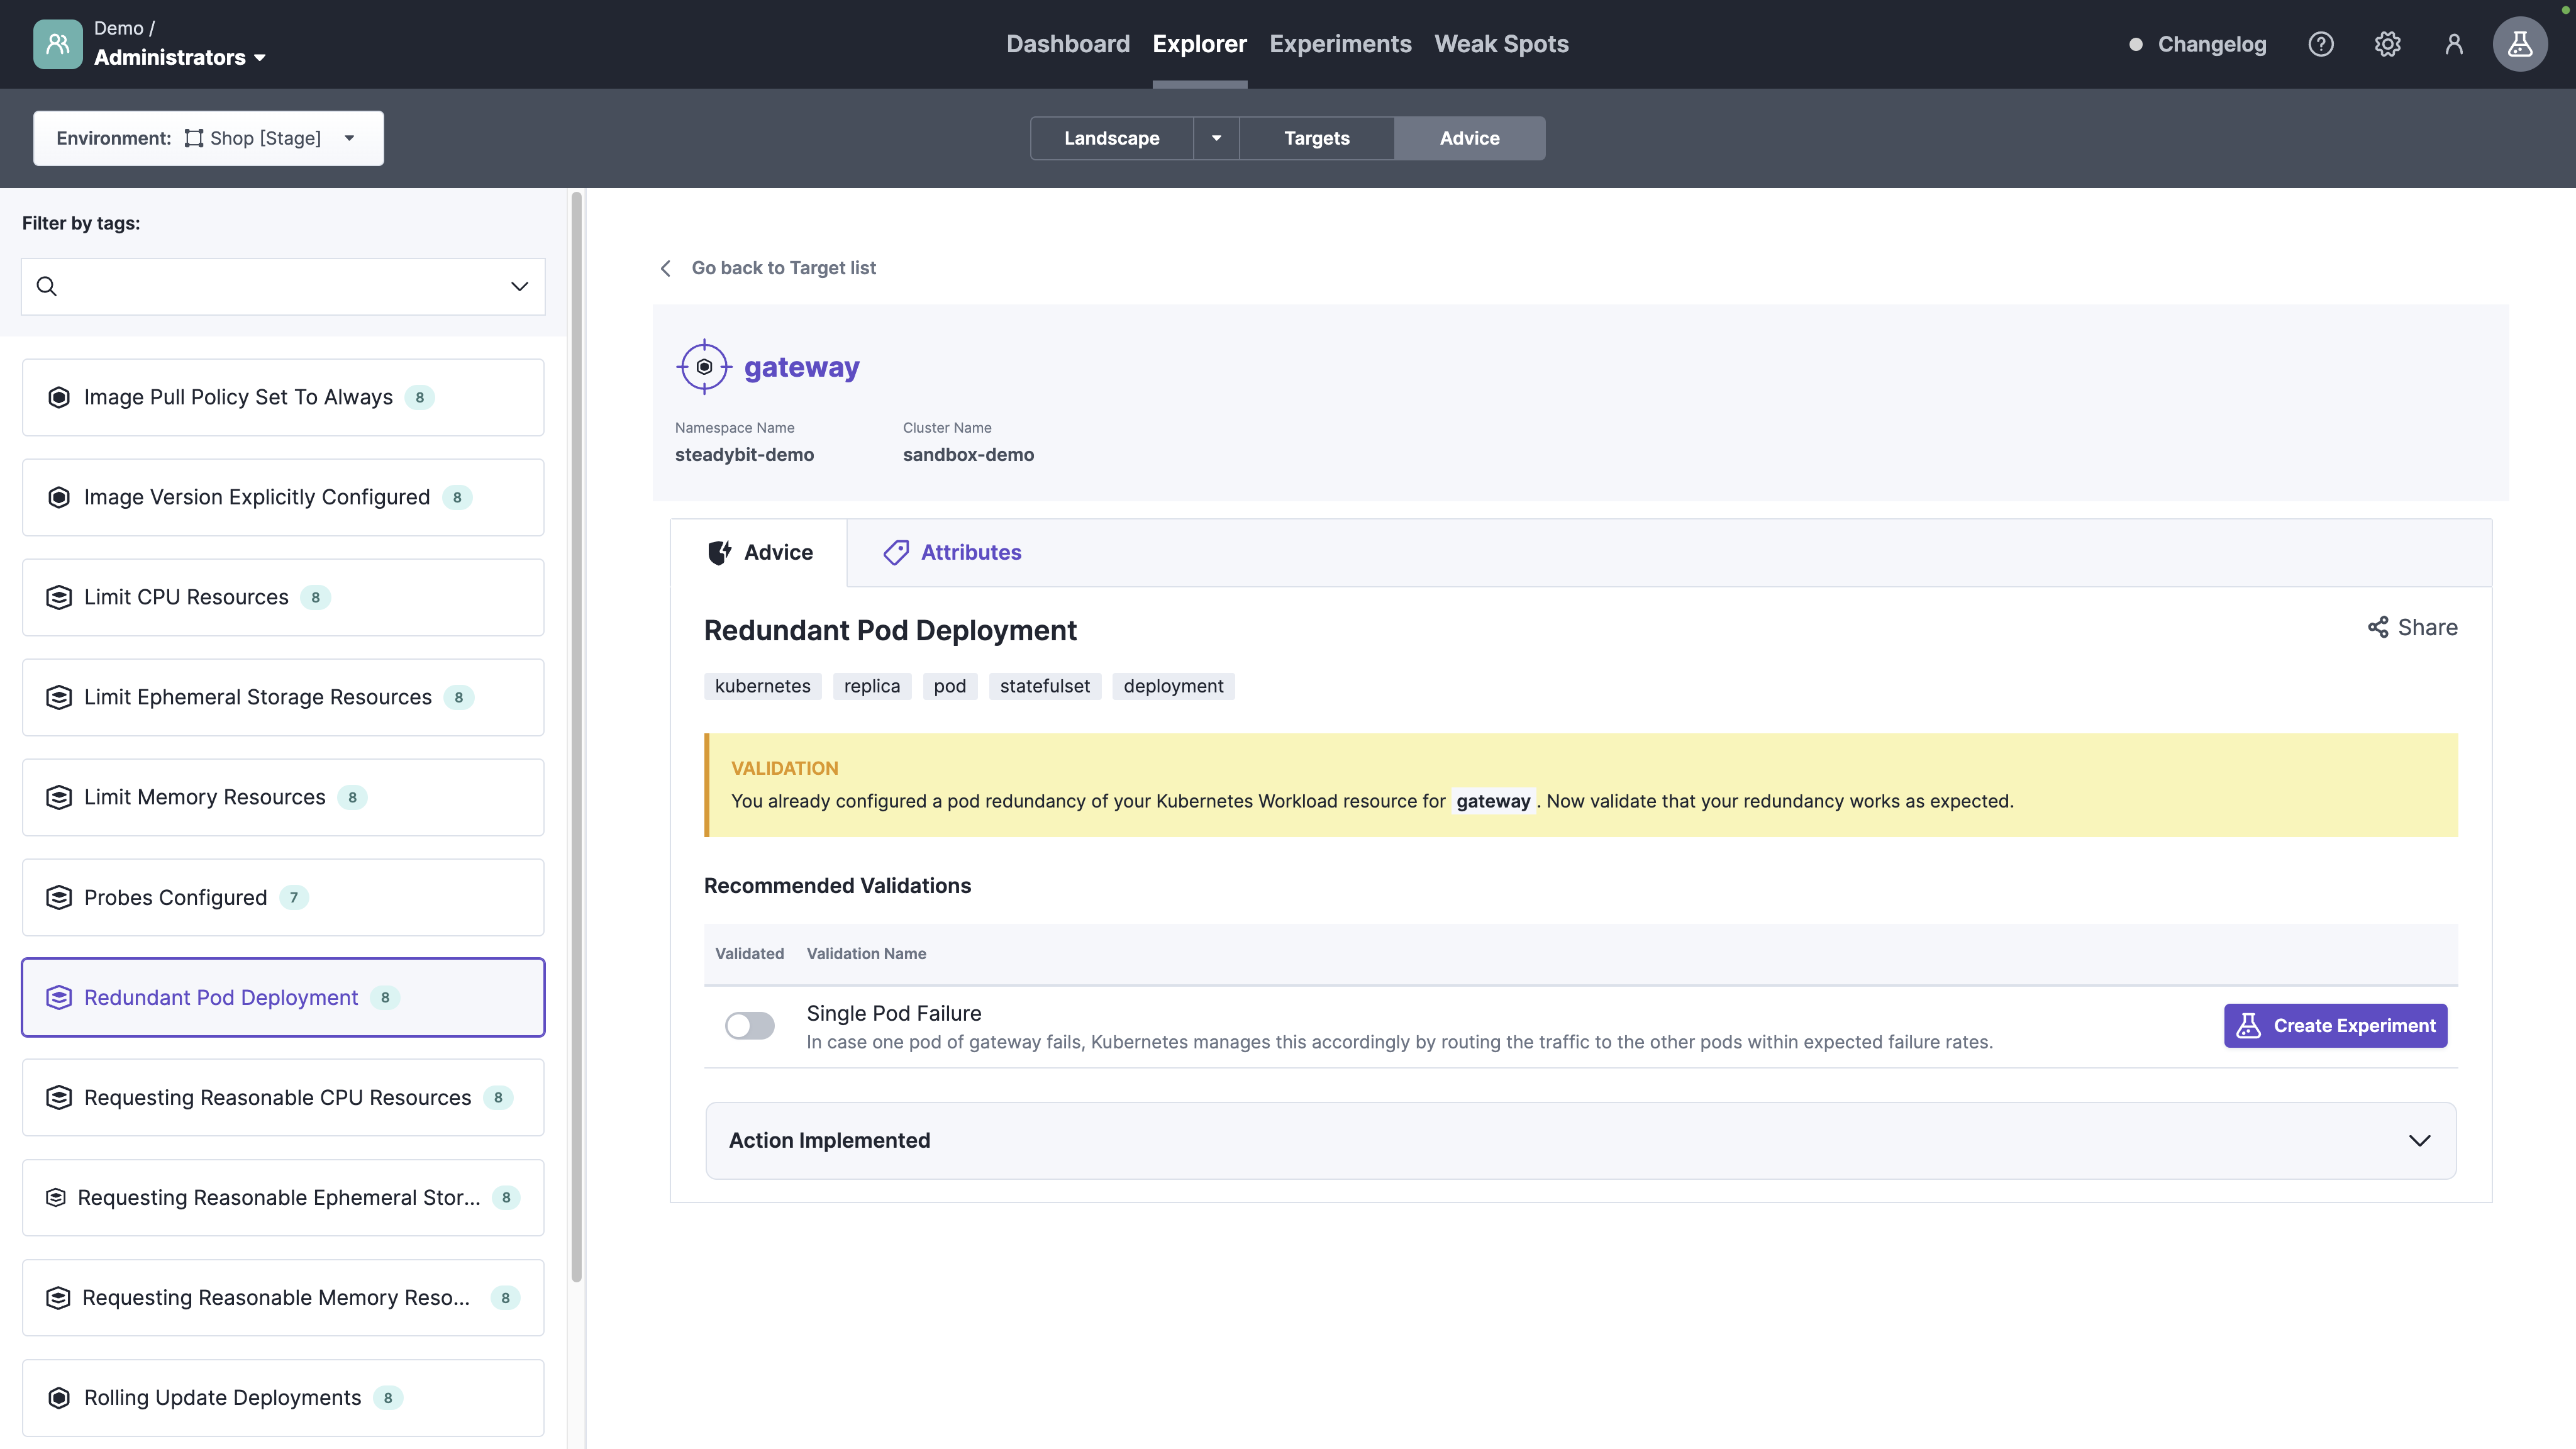 Demo /
Administrators
Dashboard
Explorer
Experiments
Weak Spots
Changelog
Environment: Shop [Stage]
Landscape
Targets
Advice
Filter by tags:
Image Pull Policy Set To Always 8
Image Version Explicitly Configured 8
Limit CPU Resources 8
Limit Ephemeral Storage Resources 8
Limit Memory Resources 8
Probes Configured 7
Redundant Pod Deployment 8
Requesting Reasonable CPU Resources 8
Requesting Reasonable Ephemeral Stor... 8
Requesting Reasonable Memory Reso... 8
Rolling Update Deployments 8
Go back to Target list
gateway
Namespace Name
steadybit-demo
Cluster Name
sandbox-demo
Advice
Attributes
Redundant Pod Deployment
Share
kubernetes replica pod statefulset deployment
VALIDATION
You already configured a pod redundancy of your Kubernetes Workload resource for gateway. Now validate that your redundancy works as expected.
Recommended Validations
Validated Validation Name
Single Pod Failure
In case one pod of gateway fails, Kubernetes manages this accordingly by routing the traffic to the other pods within expected failure rates.
Create Experiment
Action Implemented